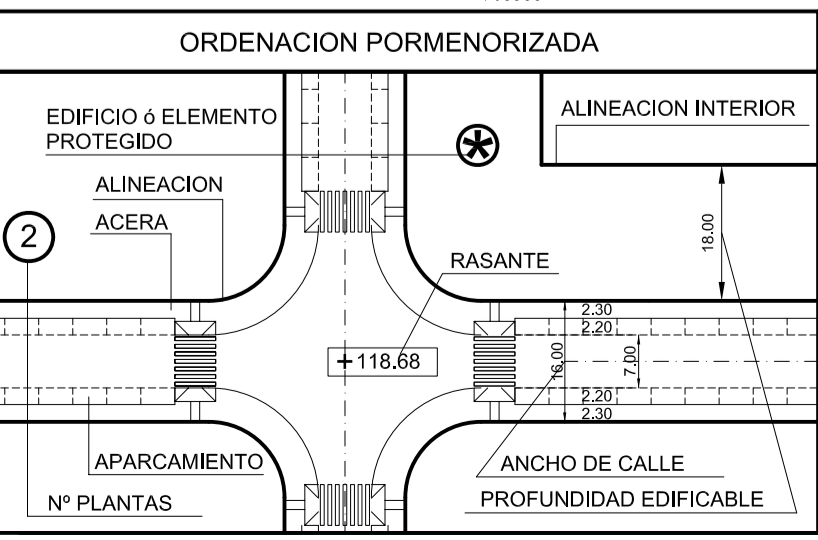 ORDENACION PORMENORIZADA
EDIFICIO ó ELEMENTO
PROTEGIDO
ALINEACION INTERIOR
ALINEACION
ACERA
2
18.00
RASANTE
2.30
2.20
+118.68
16.00
7.00
2.20
2.30
APARCAMIENTO
ANCHO DE CALLE
Nº PLANTAS
PROFUNDIDAD EDIFICABLE